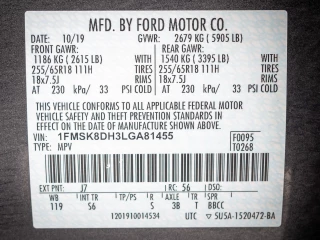 MFD. BY FORD MOTOR CO.
DATE: 10/19 GVWR: 2679 KG ( 5905 LB)
FRONT GAWR: REAR GAWR:
1186 KG ( 2615 LB) WITH 1540 KG ( 3395 LB) WITH
255/65R18 111H TIRES 255/65R18 111H TIRES
18x7.5J RIMS 18x7.5J RIMS
AT 230 kPa/ 33 PSI COLD AT 230 kPa/ 33 PSI COLD
THIS VEHICLE CONFORMS TO ALL APPLICABLE FEDERAL MOTOR
VEHICLE SAFETY AND THEFT PREVENTION STANDARDS IN EFFECT ON
THE DATE OF MANUFACTURE SHOWN ABOVE.
VIN: 1FMSK8DH3LGA81455 F0095
TYPE: MPV T0268
EXT PNT: J7 RC: 56 DSO:
WB INT TR TP/PS R AXLE TR SPR
119 56 S 3B T BBCC
1201910014534 UTC 5U5A-1520472-BA